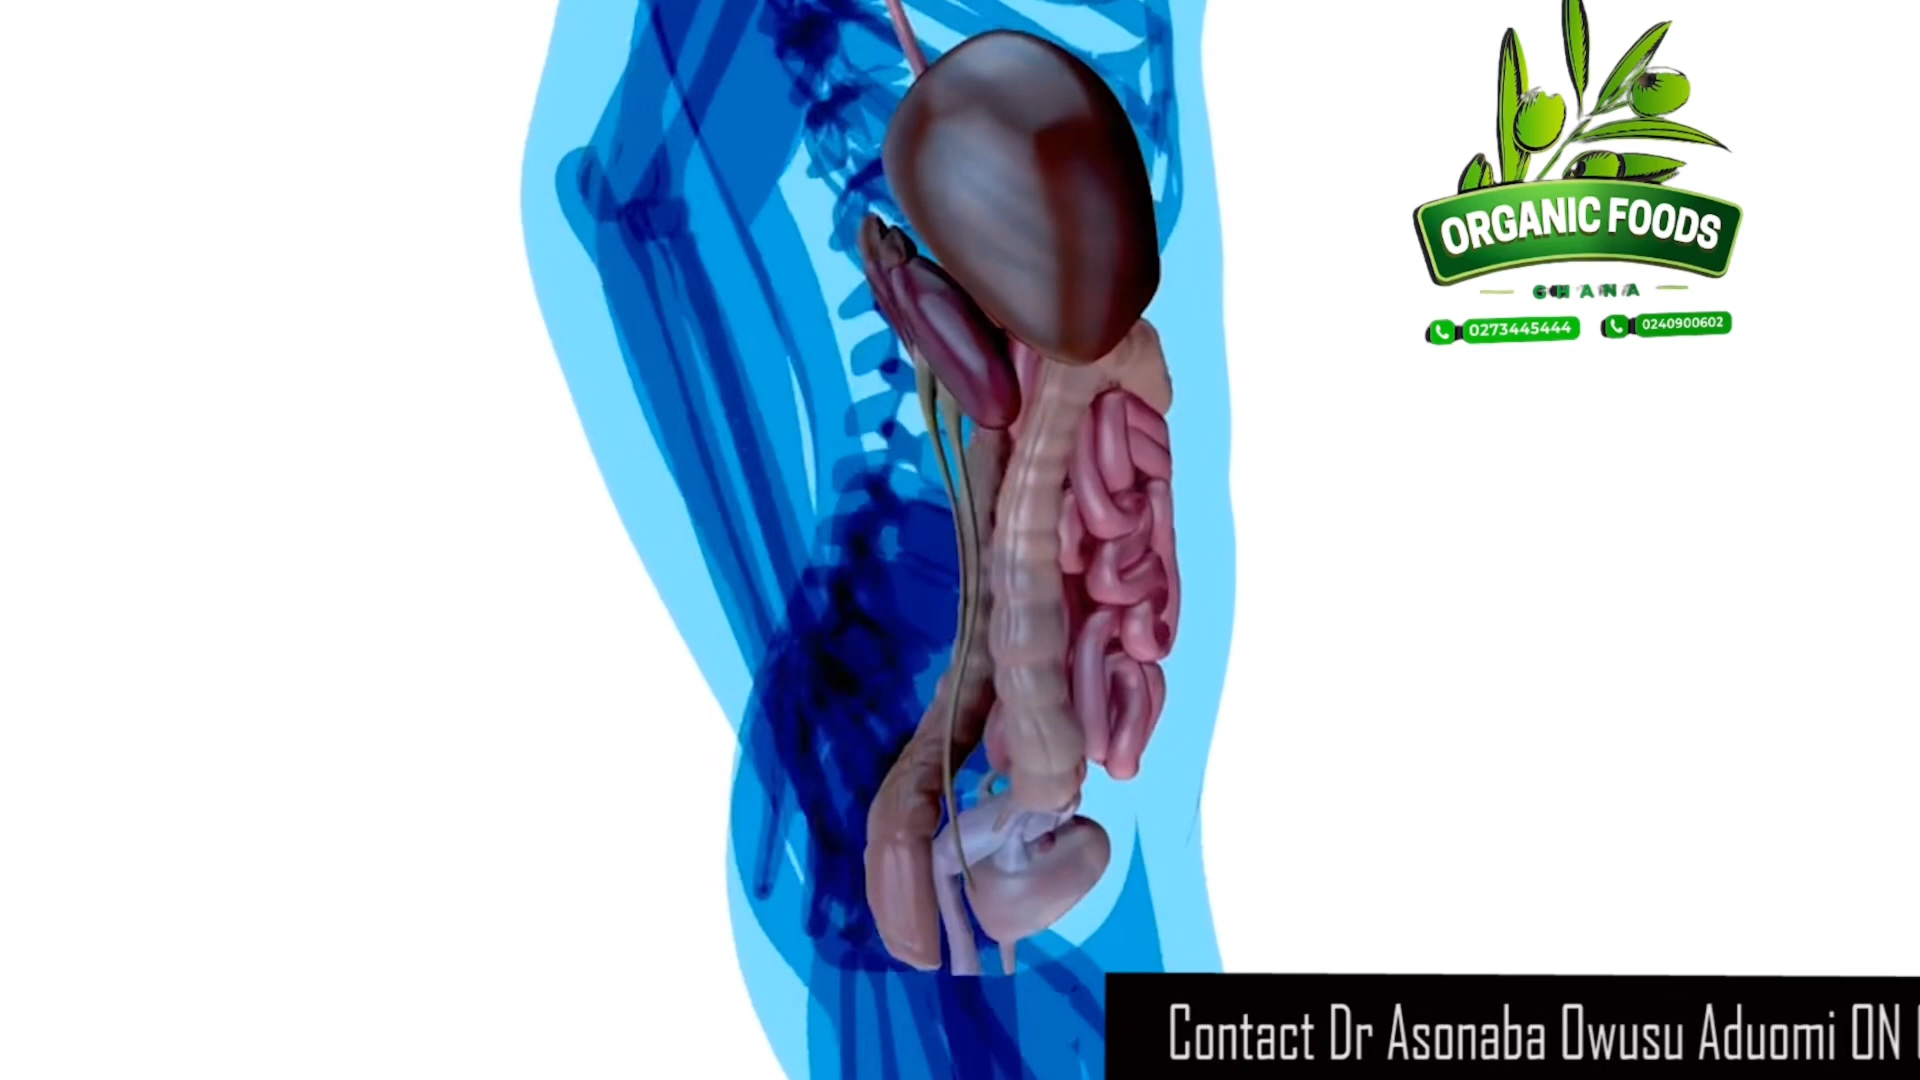 ORGANIC FOODS
GHANA
0273445444 0240900602
Contact Dr Asonaba Owusu Aduomi ON